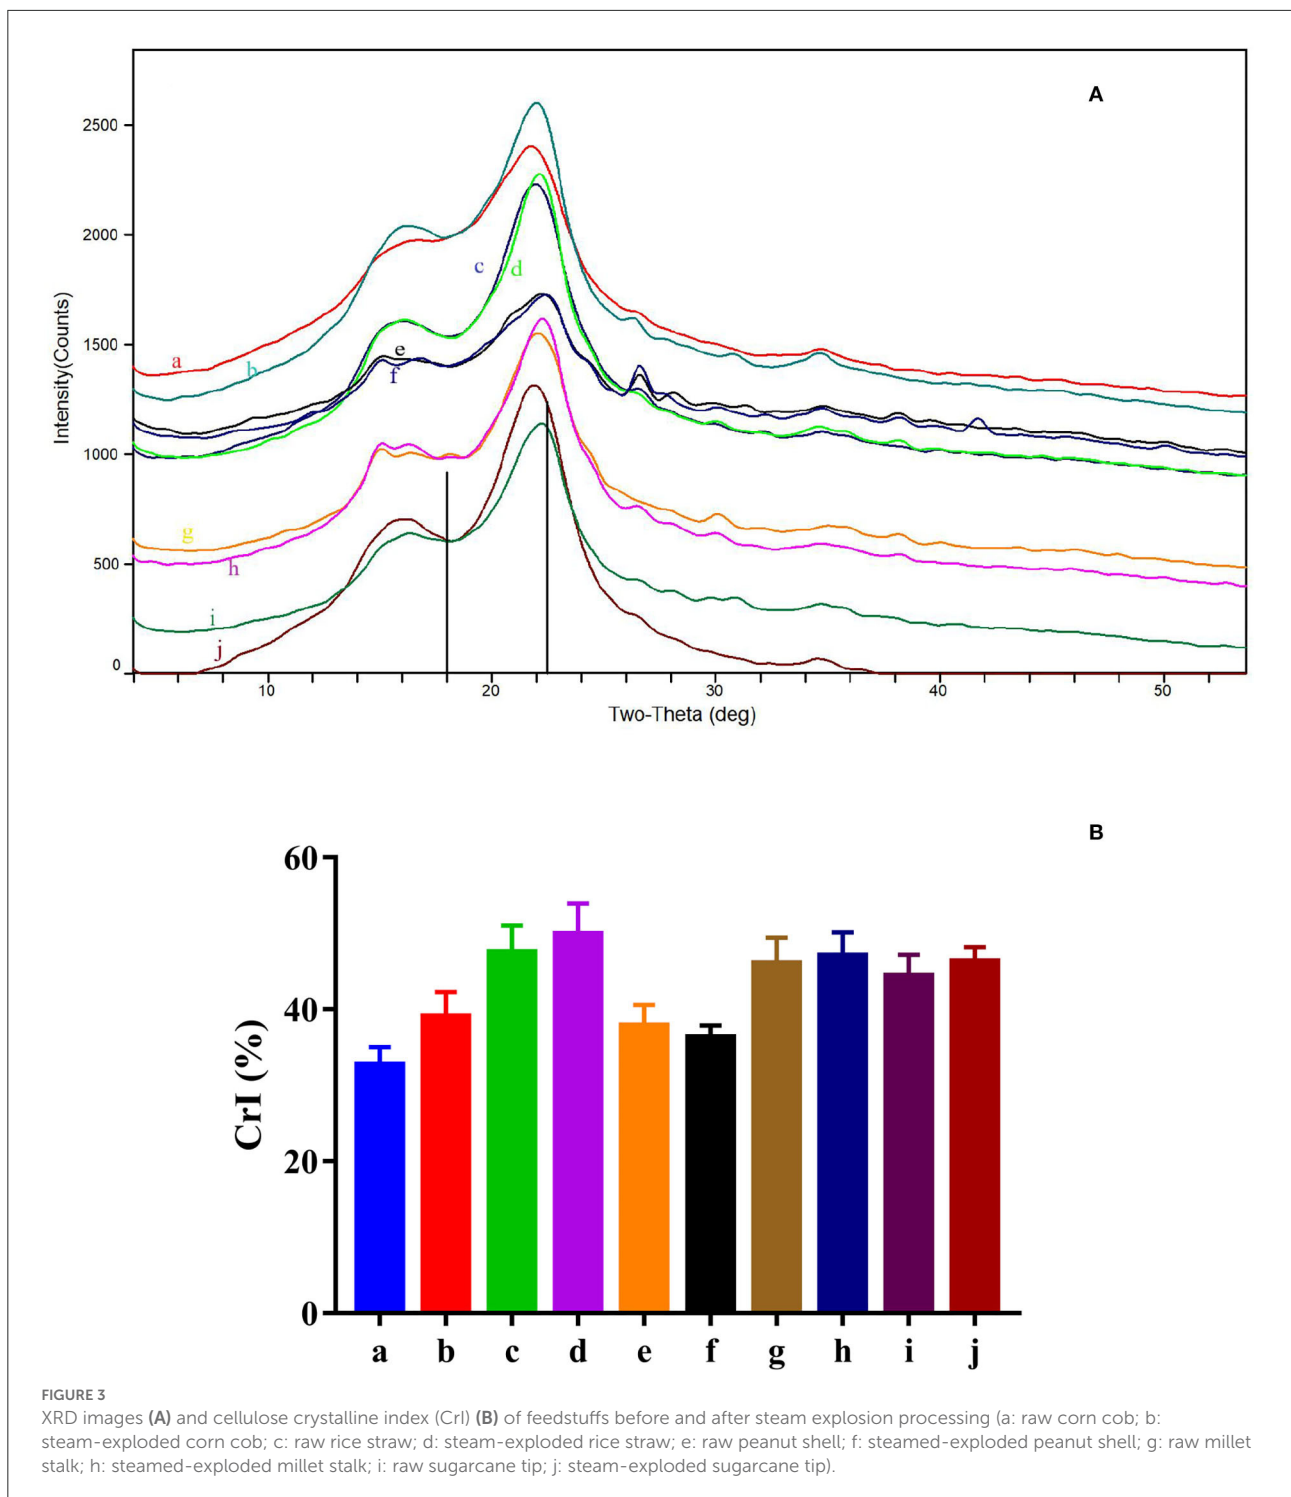 A
2500
2000
1500
1000
500
0
Intensity(Counts)
a
b
c
d
e
f
g
h
i
j
10
20
30
40
50
Two-Theta (deg)
B
60
40
20
0
CrI (%)
a b c d e f g h i j
FIGURE 3
XRD images (A) and cellulose crystalline index (CrI) (B) of feedstuffs before and after steam explosion processing (a: raw corn cob; b:
steam-exploded corn cob; c: raw rice straw; d: steam-exploded rice straw; e: raw peanut shell; f: steamed-exploded peanut shell; g: raw millet
stalk; h: steamed-exploded millet stalk; i: raw sugarcane tip; j: steam-exploded sugarcane tip).